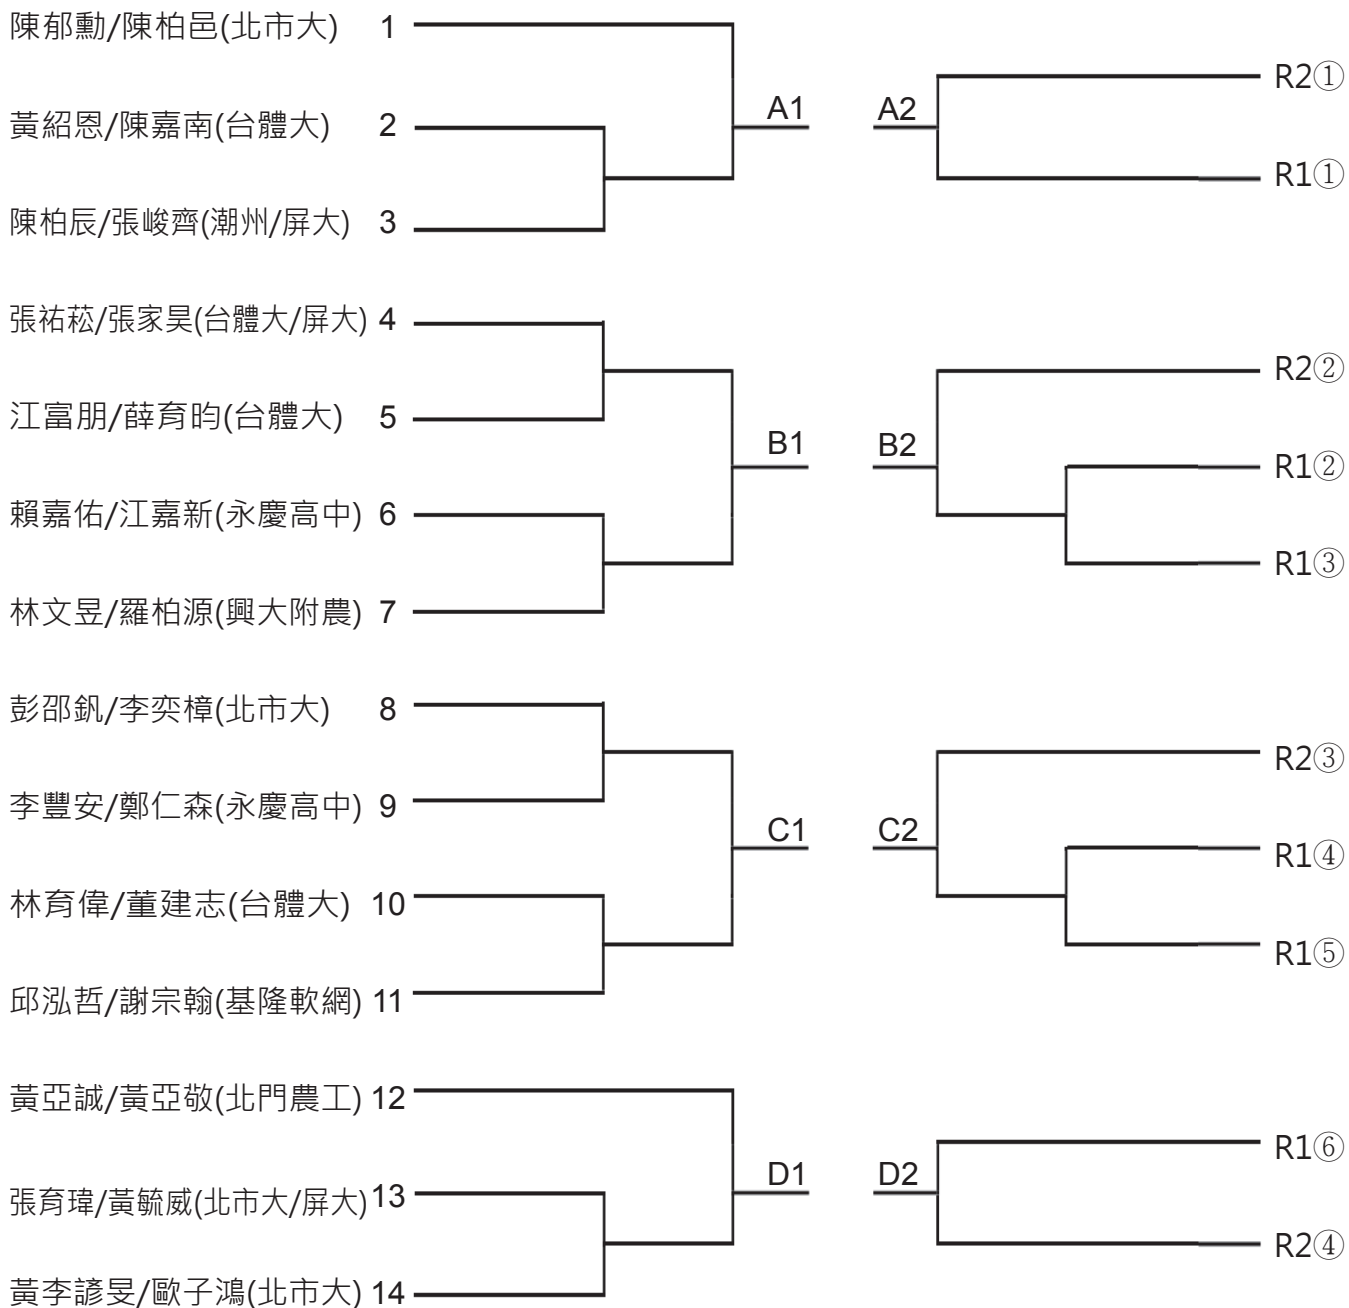 陳郁勳/陳柏邑(北市大) 1
R2①
A1 A2
黃紹恩/陳嘉南(台體大) 2
R1①
陳柏辰/張峻齊(潮州/屏大) 3
張祐菘/張家昊(台體大/屏大) 4
R2②
江富朋/薛育昀(台體大) 5
B1 B2
R1②
賴嘉佑/江嘉新(永慶高中) 6
R1③
林文昱/羅柏源(興大附農) 7
彭邵釩/李奕樟(北市大) 8
R2③
李豐安/鄭仁森(永慶高中) 9
C1 C2
R1④
林育偉/董建志(台體大) 10
R1⑤
邱泓哲/謝宗翰(基隆軟網) 11
黃亞誠/黃亞敬(北門農工) 12
R1⑥
D1 D2
張育瑋/黃毓威(北市大/屏大) 13
R2④
黃李諺旻/歐子鴻(北市大) 14